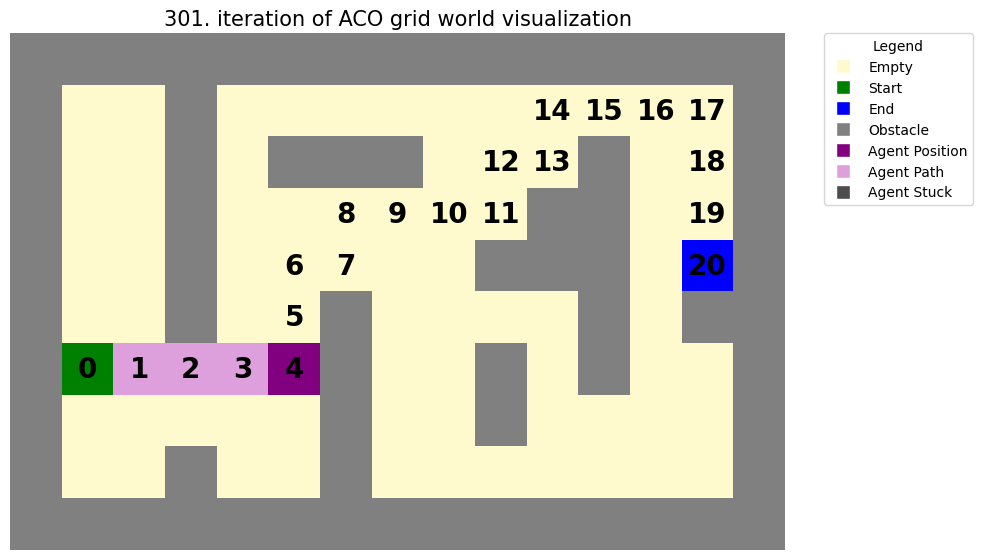 301. iteration of ACO grid world visualization
Legend
Empty
Start
End
Obstacle
Agent Position
Agent Path
Agent Stuck
14 15 16 17
12 13 18
8 9 10 11 19
6 7 20
5
0 1 2 3 4